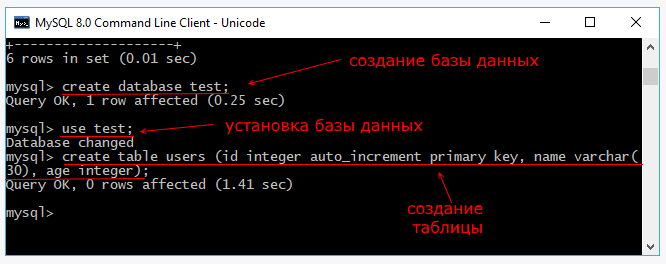 MySQL 8.0 Command Line Client - Unicode
+--------------------+
6 rows in set (0.01 sec)
создание базы данных
mysql> create database test;
Query OK, 1 row affected (0.25 sec)
mysql> use test;
установка базы данных
Database changed
mysql> create table users (id integer auto_increment primary key, name varchar(
30), age integer);
Query OK, 0 rows affected (1.41 sec)
mysql>
создание
таблицы